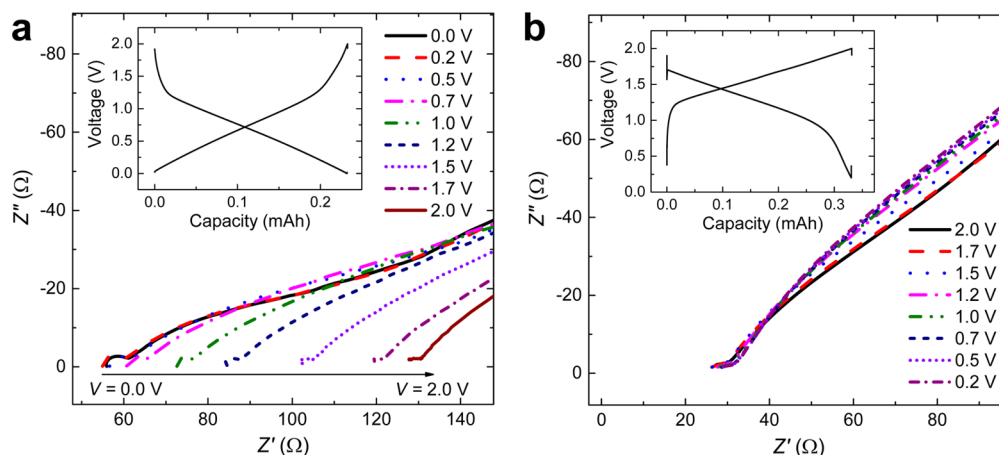 a
-80
-60
-40
-20
0
Z″ (Ω)
60 80 100 120 140
Z′ (Ω)
2.0
1.5
1.0
0.5
0.0
Voltage (V)
0.0 0.1 0.2
Capacity (mAh)
0.0 V
0.2 V
0.5 V
0.7 V
1.0 V
1.2 V
1.5 V
1.7 V
2.0 V
V = 0.0 V
V = 2.0 V
b
-80
-60
-40
-20
0
Z″ (Ω)
0 20 40 60 80
Z′ (Ω)
2.0
1.5
1.0
0.5
0.0
Voltage (V)
0.0 0.1 0.2 0.3
Capacity (mAh)
2.0 V
1.7 V
1.5 V
1.2 V
1.0 V
0.7 V
0.5 V
0.2 V